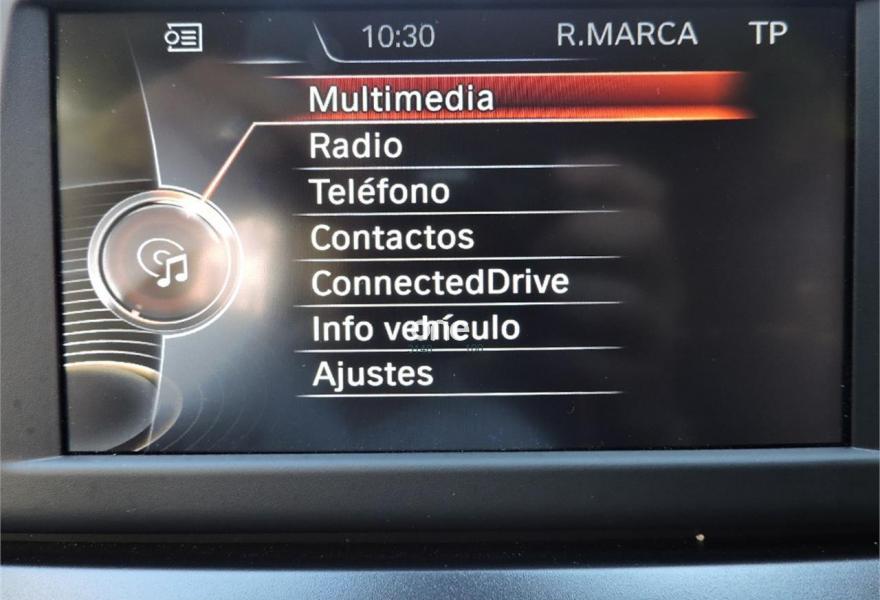 10:30 R.MARCA TP
Multimedia
Radio
Teléfono
Contactos
ConnectedDrive
Info vehículo
Ajustes